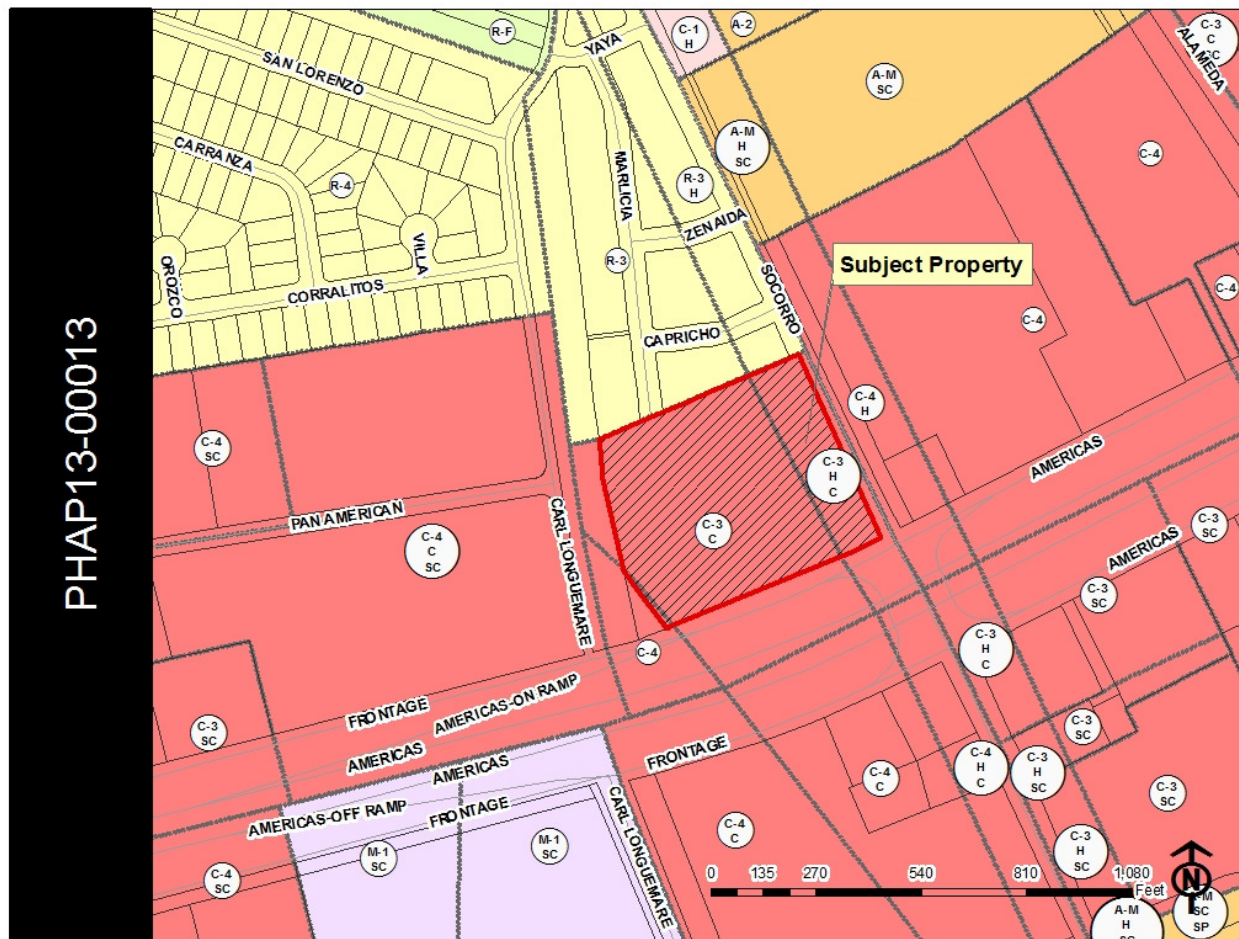 PHAP13-00013
R-F
C-1
H
A-2
C-3
C
SC
ALAMEDA
YAYA
SAN LORENZO
A-M
SC
A-M
H
SC
C-4
CARRANZA
R-4
MARLICIA
R-3
H
ZENAIDA
VILLA
OROZCO
R-3
CORRALITOS
SOCORRO
Subject Property
C-4
C-4
CAPRICHO
C-4
H
C-4
SC
AMERICAS
C-3
H
C
PAN AMERICAN
C-4
C
SC
CARL LONGUEMARE
C-3
C
C-3
SC
AMERICAS
C-3
SC
C-4
C-3
H
C
FRONTAGE
AMERICAS-ON RAMP
C-3
SC
C-3
SC
AMERICAS
AMERICAS
FRONTAGE
C-4
C
C-4
H
C
C-3
H
SC
C-3
SC
AMERICAS-OFF RAMP
FRONTAGE
CARL LONGUEMARE
C-4
C
M-1
SC
M-1
SC
C-4
SC
C-3
H
SC
0 135 270 540 810 1,080
Feet
N
A-M
H
SC
SP